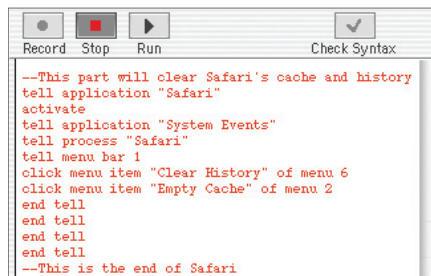 Record Stop Run Check Syntax
--This part will clear Safari's cache and history
tell application "Safari"
activate
tell application "System Events"
tell process "Safari"
tell menu bar 1
click menu item "Clear History" of menu 6
click menu item "Empty Cache" of menu 2
end tell
end tell
end tell
end tell
--This is the end of Safari